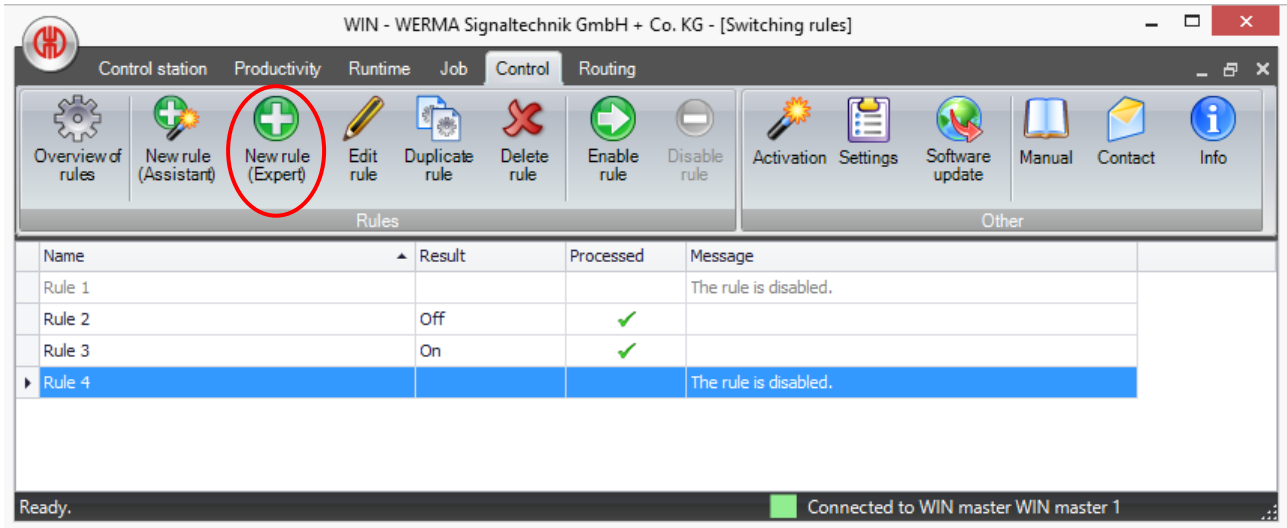 WIN - WERMA Signaltechnik GmbH + Co. KG - [Switching rules]
Control station Productivity Runtime Job Control Routing
Overview of rules
New rule (Assistant)
New rule (Expert)
Edit rule
Duplicate rule
Delete rule
Enable rule
Disable rule
Activation
Settings
Software update
Manual
Contact
Info
Rules
Other
Name Result Processed Message
Rule 1 The rule is disabled.
Rule 2 Off
Rule 3 On
Rule 4 The rule is disabled.
Ready. Connected to WIN master WIN master 1